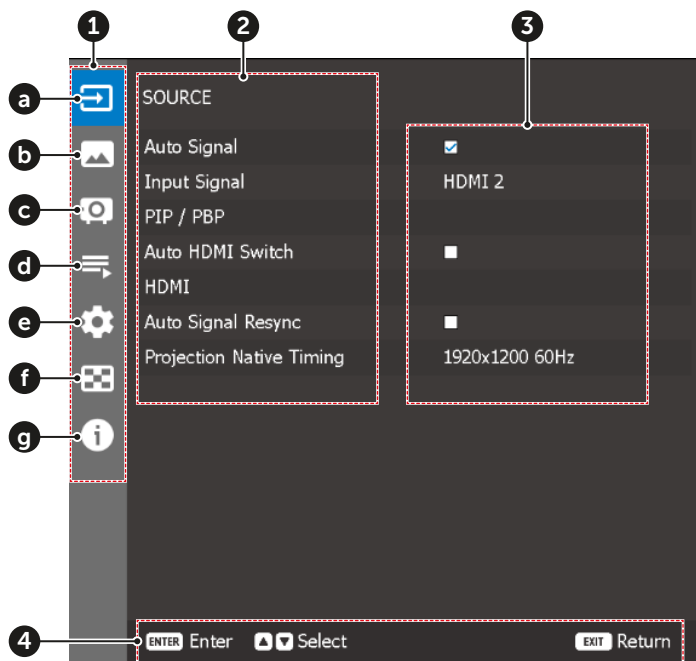 1 2 3
a SOURCE
b Auto Signal
Input Signal HDMI 2
c PIP / PBP
d Auto HDMI Switch
HDMI
e Auto Signal Resync
f Projection Native Timing 1920x1200 60Hz
g i
4 ENTER Enter Select EXIT Return